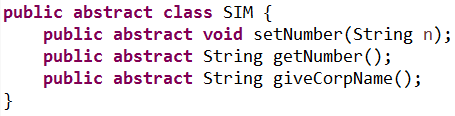 public abstract class SIM {
    public abstract void setNumber(String n);
    public abstract String getNumber();
    public abstract String giveCorpName();
}